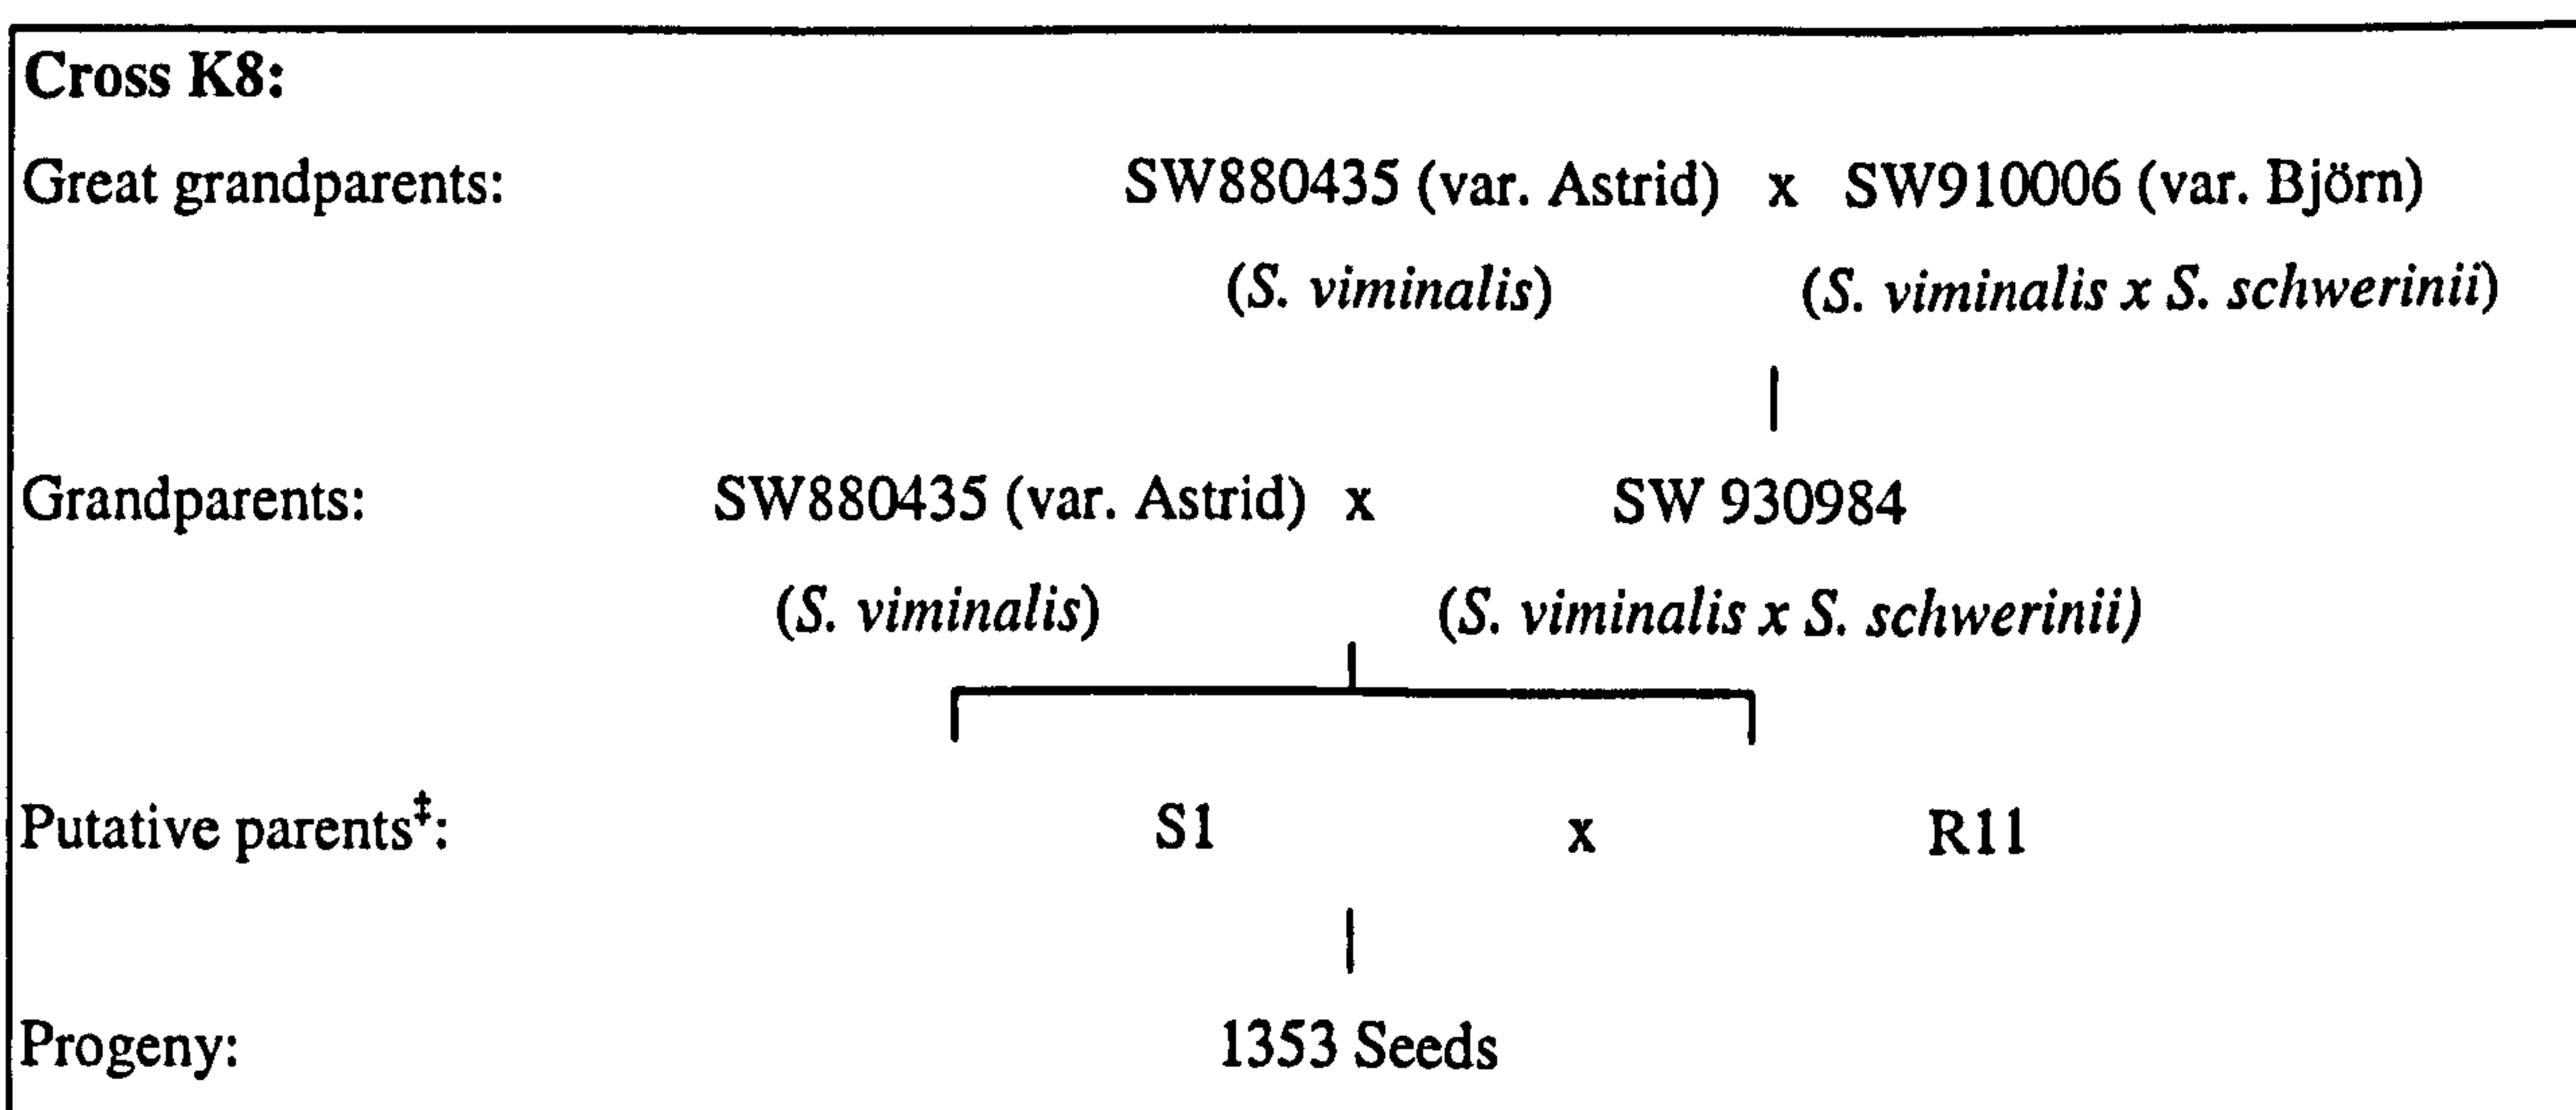 Cross K8:
Great grandparents: SW880435 (var. Astrid) x SW910006 (var. Björn)
(S. viminalis) (S. viminalis x S. schwerinii)
Grandparents: SW880435 (var. Astrid) x SW 930984
(S. viminalis) (S. viminalis x S. schwerinii)
Putative parents‡: S1 x R11
Progeny: 1353 Seeds